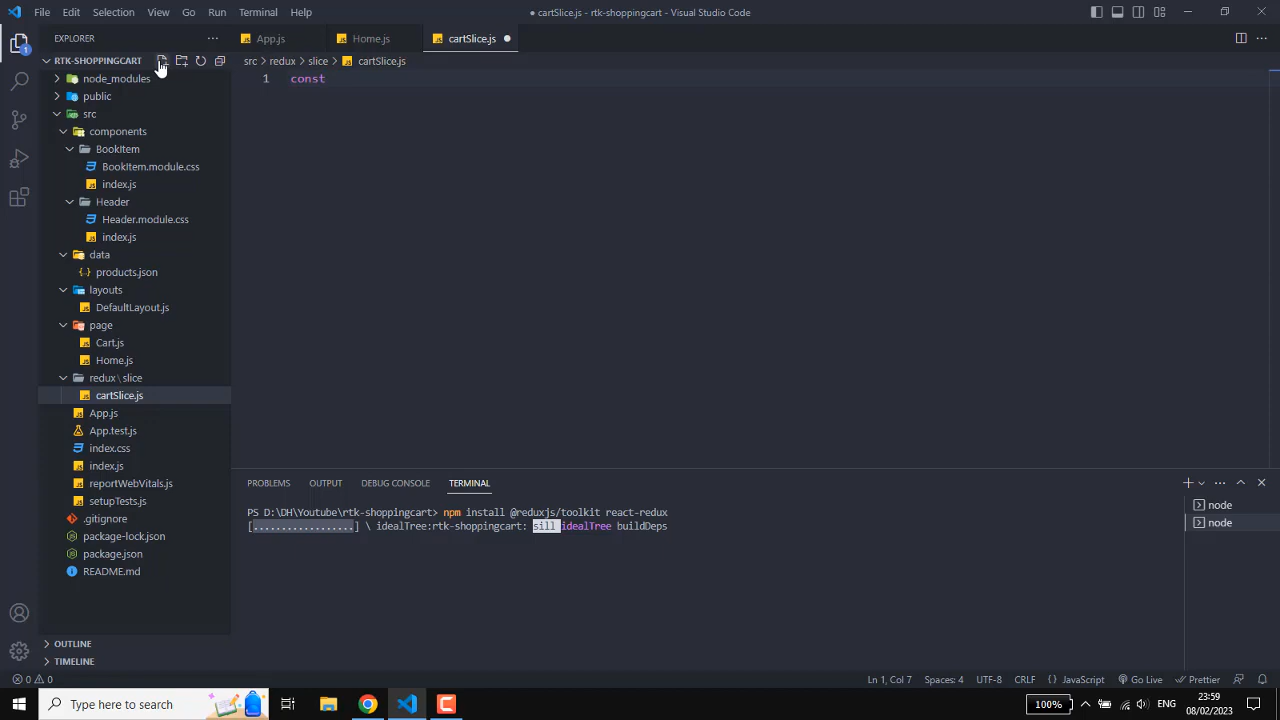 File Edit Selection View Go Run Terminal Help
● cartSlice.js - rtk-shoppingcart - Visual Studio Code
EXPLORER
App.js Home.js cartSlice.js
RTK-SHOPPINGCART
src > redux > slice > cartSlice.js
1 const
node_modules
public
src
components
BookItem
BookItem.module.css
index.js
Header
Header.module.css
index.js
data
products.json
layouts
DefaultLayout.js
page
Cart.js
Home.js
redux\slice
cartSlice.js
App.js
App.test.js
index.css
index.js
reportWebVitals.js
setupTests.js
.gitignore
package-lock.json
package.json
README.md
OUTLINE
TIMELINE
PROBLEMS OUTPUT DEBUG CONSOLE TERMINAL
PS D:\DH\Youtube\rtk-shoppingcart> npm install @reduxjs/toolkit react-redux
[..................] \ idealTree:rtk-shoppingcart: sill idealTree buildDeps
node
node
1
0 0
Ln 1, Col 7 Spaces: 4 UTF-8 CRLF { } JavaScript Go Live Prettier
Type here to search
100% ENG
23:59
08/02/2023